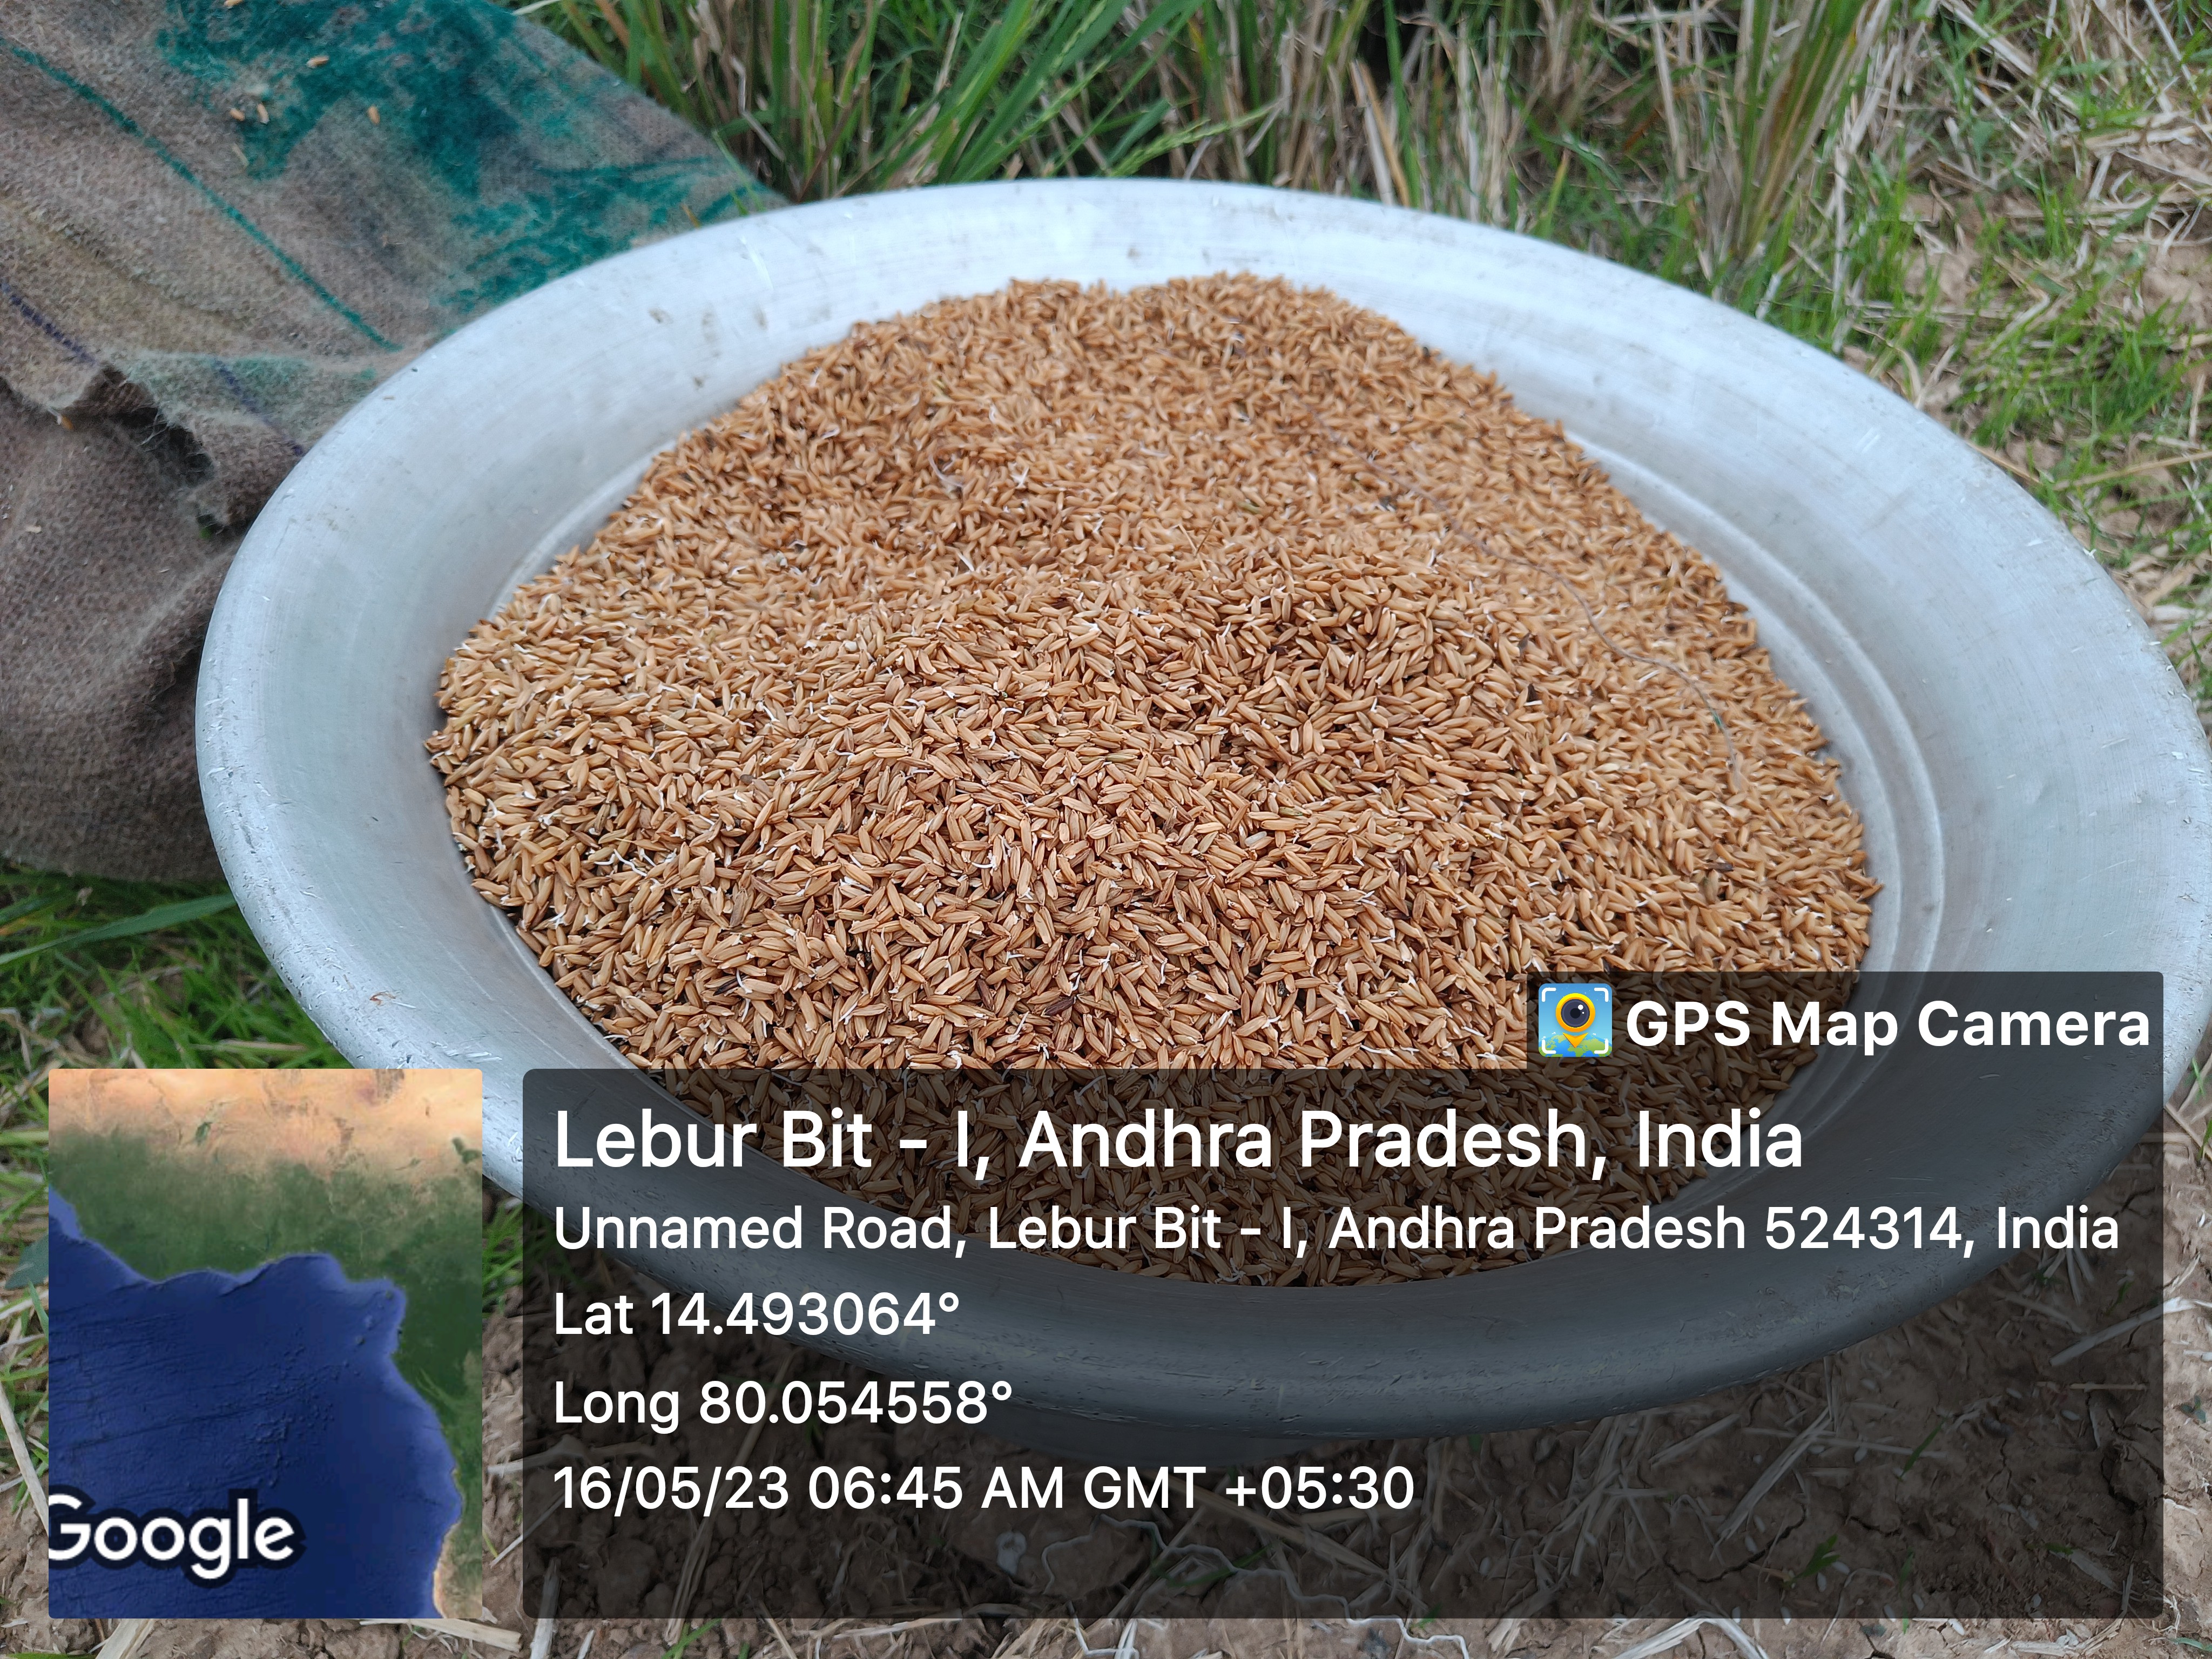 GPS Map Camera
Lebur Bit - I, Andhra Pradesh, India
Unnamed Road, Lebur Bit - I, Andhra Pradesh 524314, India
Lat 14.493064°
Long 80.054558°
16/05/23 06:45 AM GMT +05:30
Google